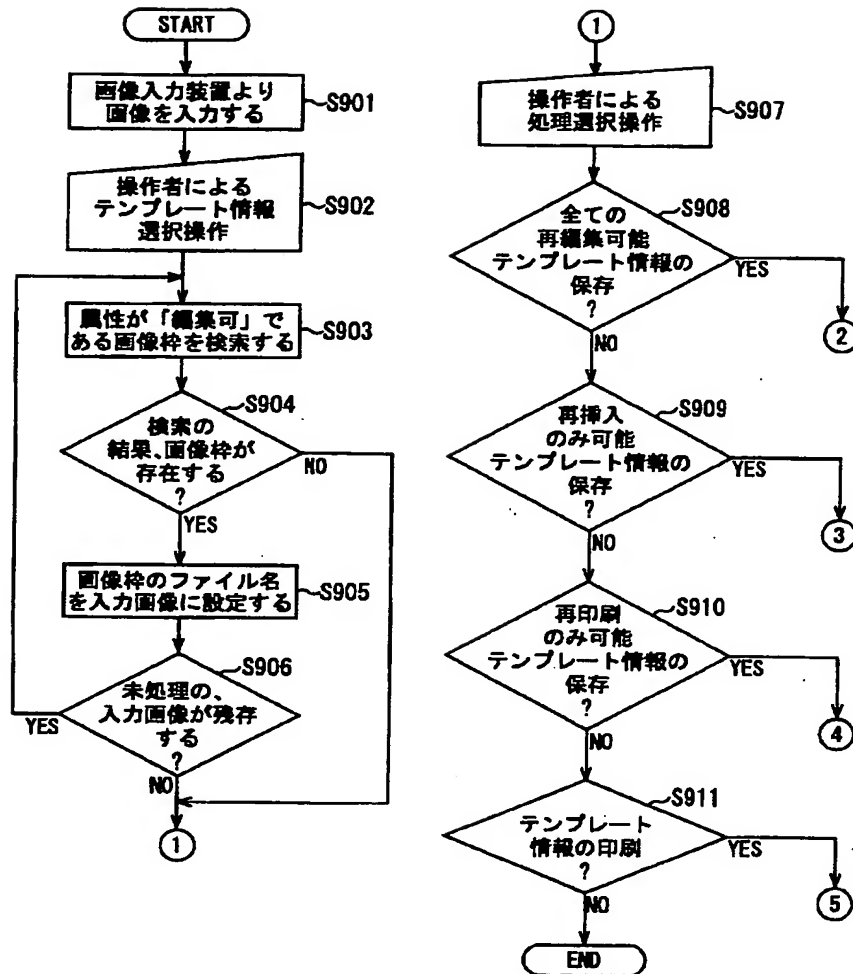 START
画像入力装置より
画像を入力する
S901
操作者による
テンプレート情報
選択操作
S902
属性が「編集可」で
ある画像枠を検索する
S903
S904
検索の
結果、画像枠が
存在する
?
NO
YES
画像枠のファイル名
を入力画像に設定する
S905
S906
未処理の、
入力画像が残存
する
?
YES
NO
1
1
操作者による
処理選択操作
S907
S908
全ての
再編集可能
テンプレート情報の
保存
?
YES
NO
2
S909
再挿入
のみ可能
テンプレート情報の
保存
?
YES
NO
3
S910
再印刷
のみ可能
テンプレート情報の
保存
?
YES
NO
4
S911
テンプレート
情報の印刷
?
YES
NO
5
END